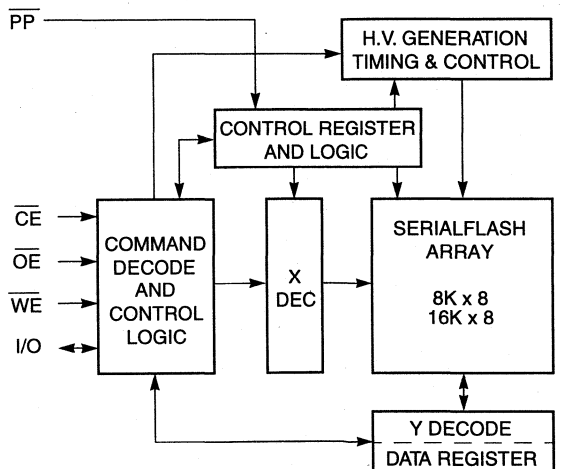 PP
H.V. GENERATION
TIMING & CONTROL
CONTROL REGISTER
AND LOGIC
CE
OE
WE
I/O
COMMAND
DECODE
AND
CONTROL
LOGIC
X
DEC
SERIALFLASH
ARRAY
8K x 8
16K x 8
Y DECODE
DATA REGISTER